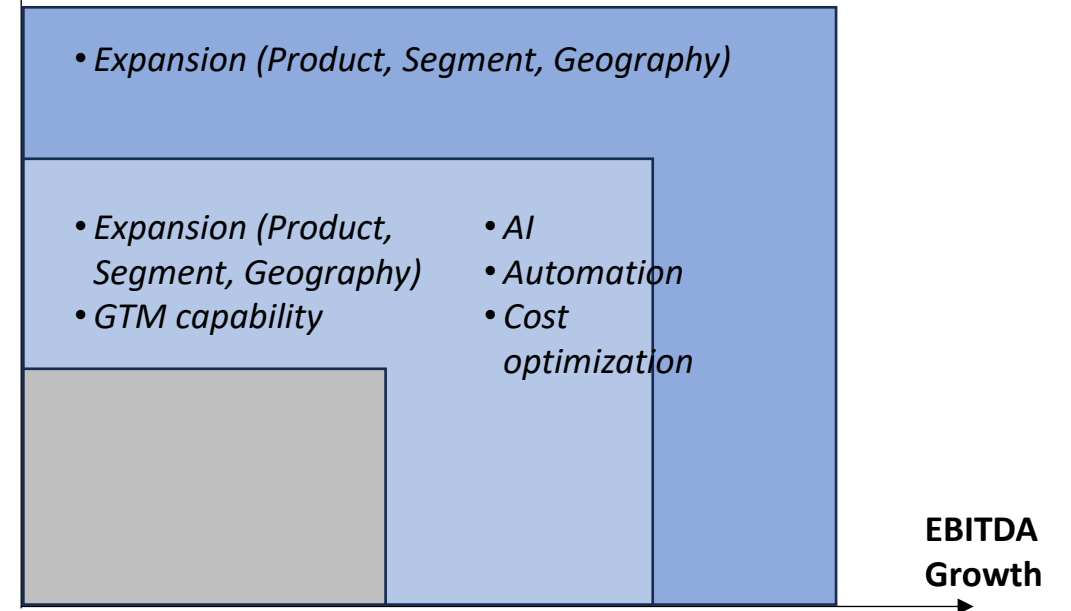 • Expansion (Product, Segment, Geography)
• Expansion (Product,
Segment, Geography)
• GTM capability
• AI
• Automation
• Cost
optimization
EBITDA
Growth